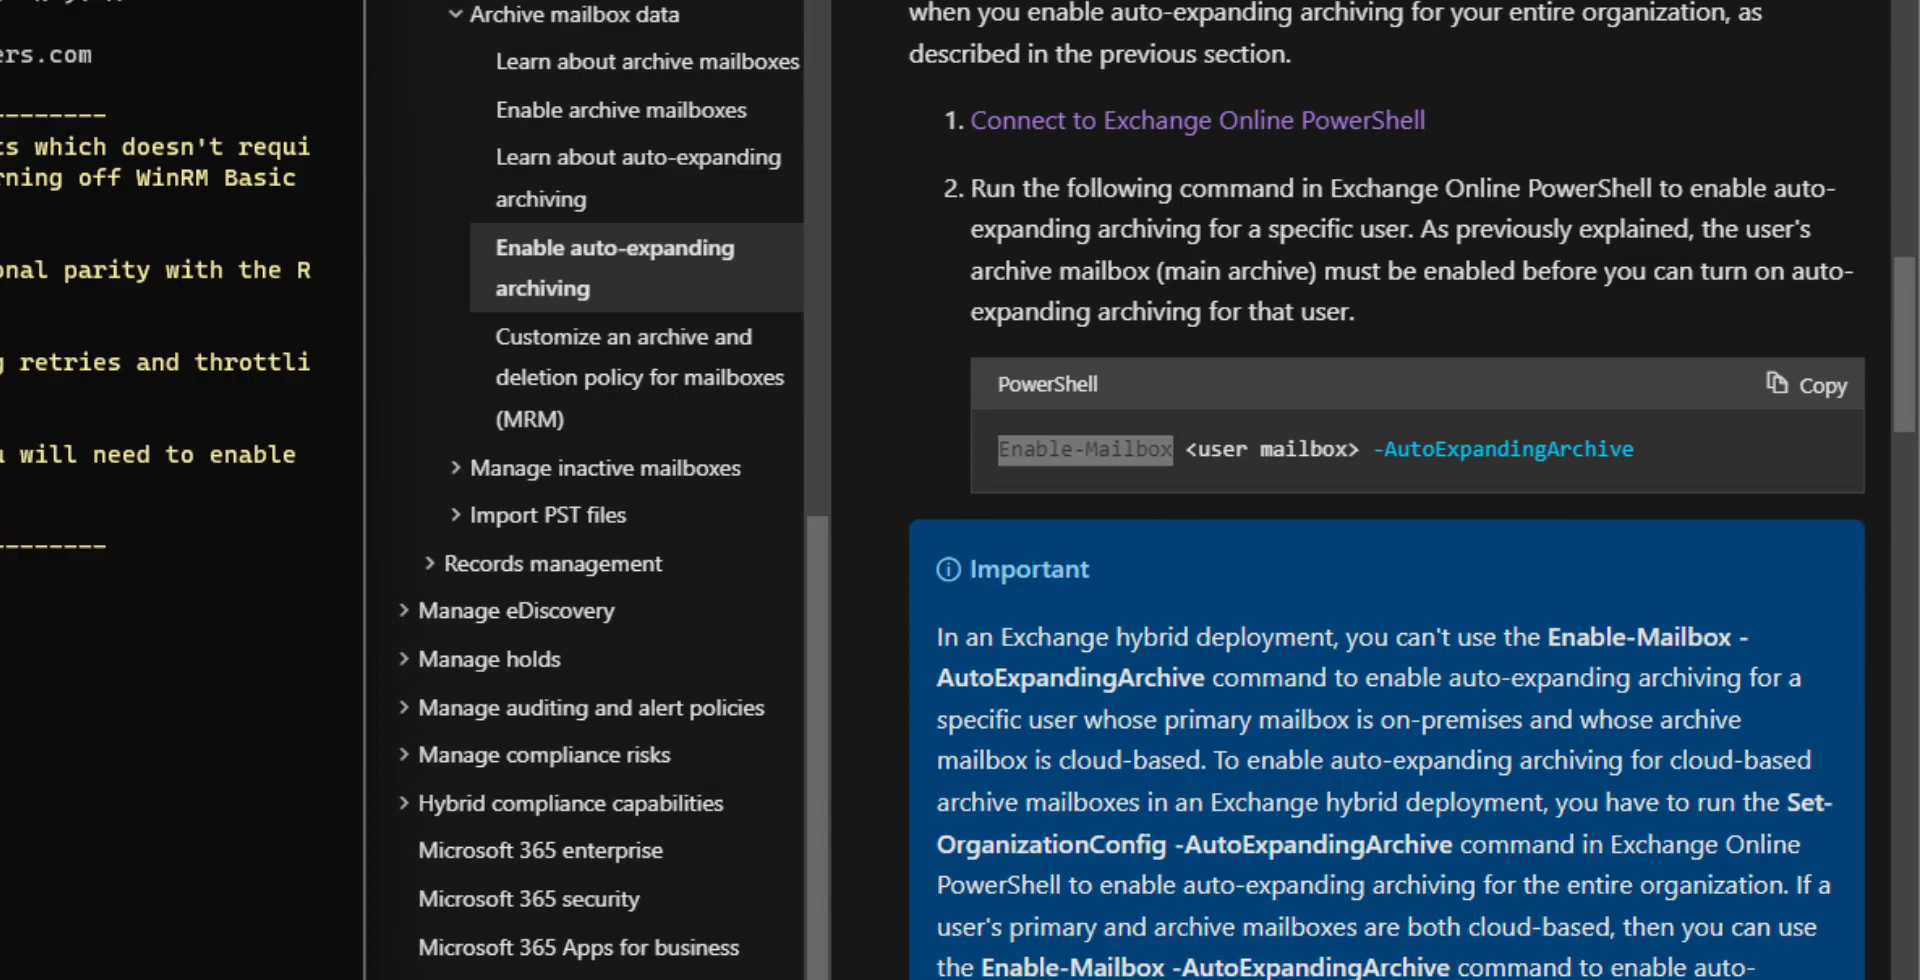 ers.com
--------
ts which doesn't requi
rning off WinRM Basic
onal parity with the R
g retries and throttli
u will need to enable
--------
Archive mailbox data
Learn about archive mailboxes
Enable archive mailboxes
Learn about auto-expanding
archiving
Enable auto-expanding
archiving
Customize an archive and
deletion policy for mailboxes
(MRM)
Manage inactive mailboxes
Import PST files
Records management
Manage eDiscovery
Manage holds
Manage auditing and alert policies
Manage compliance risks
Hybrid compliance capabilities
Microsoft 365 enterprise
Microsoft 365 security
Microsoft 365 Apps for business
when you enable auto-expanding archiving for your entire organization, as
described in the previous section.
1. Connect to Exchange Online PowerShell
2. Run the following command in Exchange Online PowerShell to enable auto-
expanding archiving for a specific user. As previously explained, the user's
archive mailbox (main archive) must be enabled before you can turn on auto-
expanding archiving for that user.
PowerShell
Copy
Enable-Mailbox <user mailbox> -AutoExpandingArchive
Important
In an Exchange hybrid deployment, you can't use the Enable-Mailbox -
AutoExpandingArchive command to enable auto-expanding archiving for a
specific user whose primary mailbox is on-premises and whose archive
mailbox is cloud-based. To enable auto-expanding archiving for cloud-based
archive mailboxes in an Exchange hybrid deployment, you have to run the Set-
OrganizationConfig -AutoExpandingArchive command in Exchange Online
PowerShell to enable auto-expanding archiving for the entire organization. If a
user's primary and archive mailboxes are both cloud-based, then you can use
the Enable-Mailbox -AutoExpandingArchive command to enable auto-